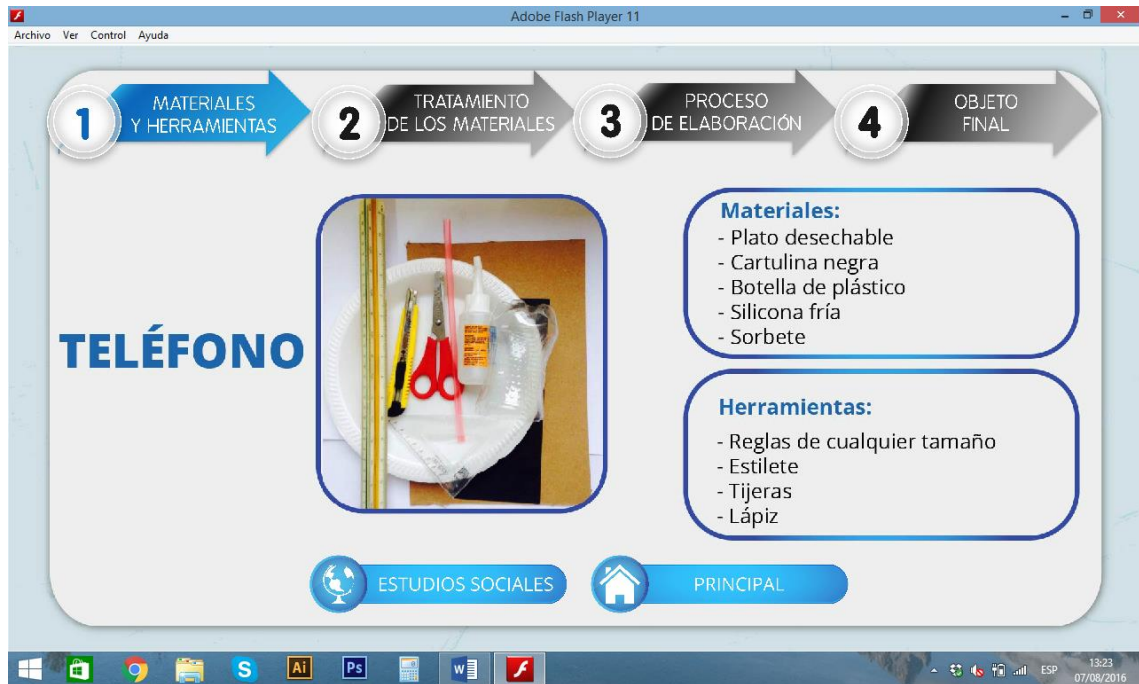 Adobe Flash Player 11
Archivo Ver Control Ayuda
1
MATERIALES
Y HERRAMIENTAS
2
TRATAMIENTO
DE LOS MATERIALES
3
PROCESO
DE ELABORACIÓN
4
OBJETO
FINAL
TELÉFONO
Materiales:
- Plato desechable
- Cartulina negra
- Botella de plástico
- Silicona fría
- Sorbete
Herramientas:
- Reglas de cualquier tamaño
- Estilete
- Tijeras
- Lápiz
ESTUDIOS SOCIALES
PRINCIPAL
S
Ai
Ps
W
ESP
13:23
07/08/2016